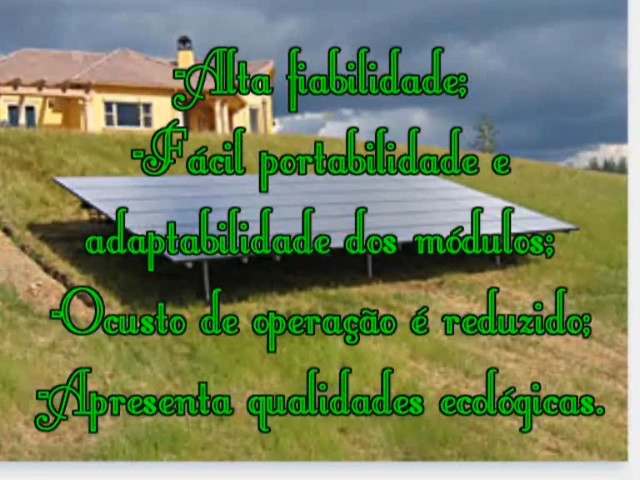 -Alta fiabilidade;
-Fácil portabilidade e
adaptabilidade dos módulos;
-Ocusto de operação é reduzido;
-Apresenta qualidades ecológicas.